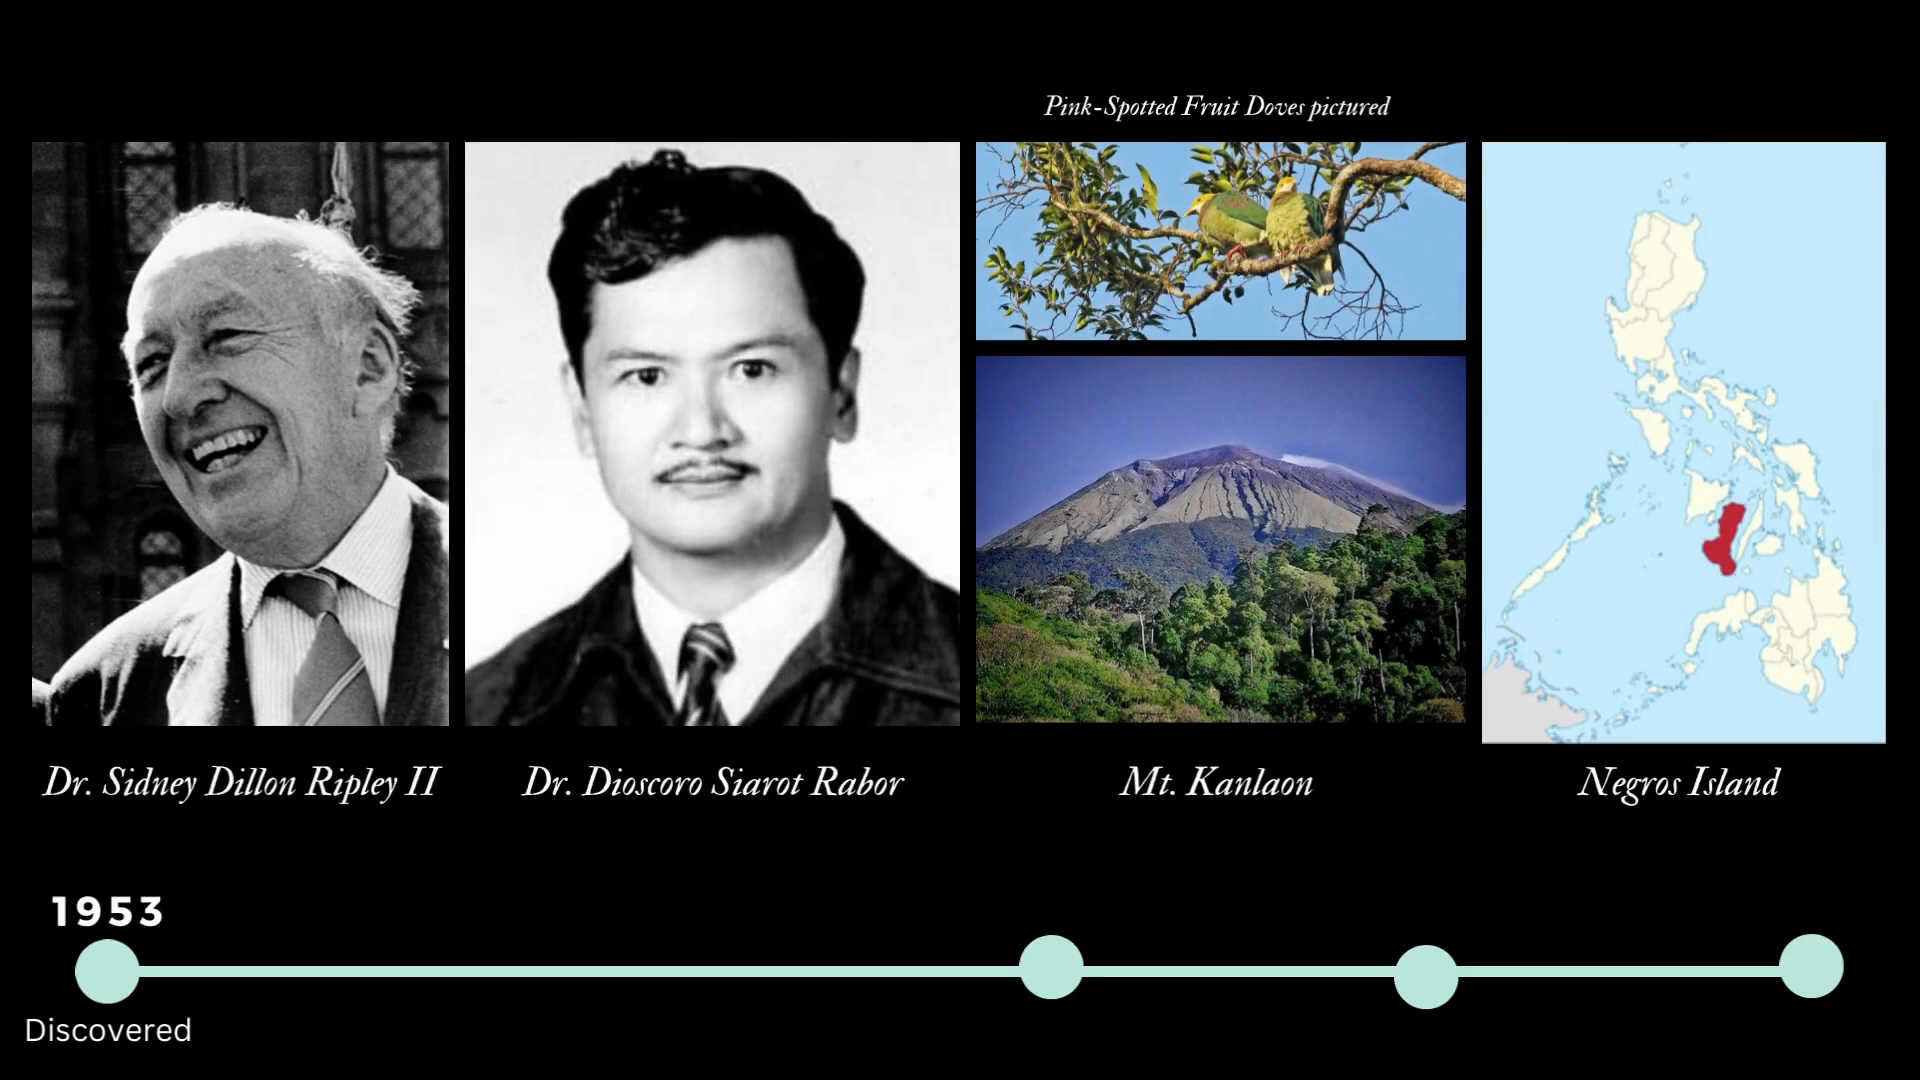 Pink-Spotted Fruit Doves pictured
Dr. Sidney Dillon Ripley II
Dr. Dioscoro Siarot Rabor
Mt. Kanlaon
Negros Island
1953
Discovered